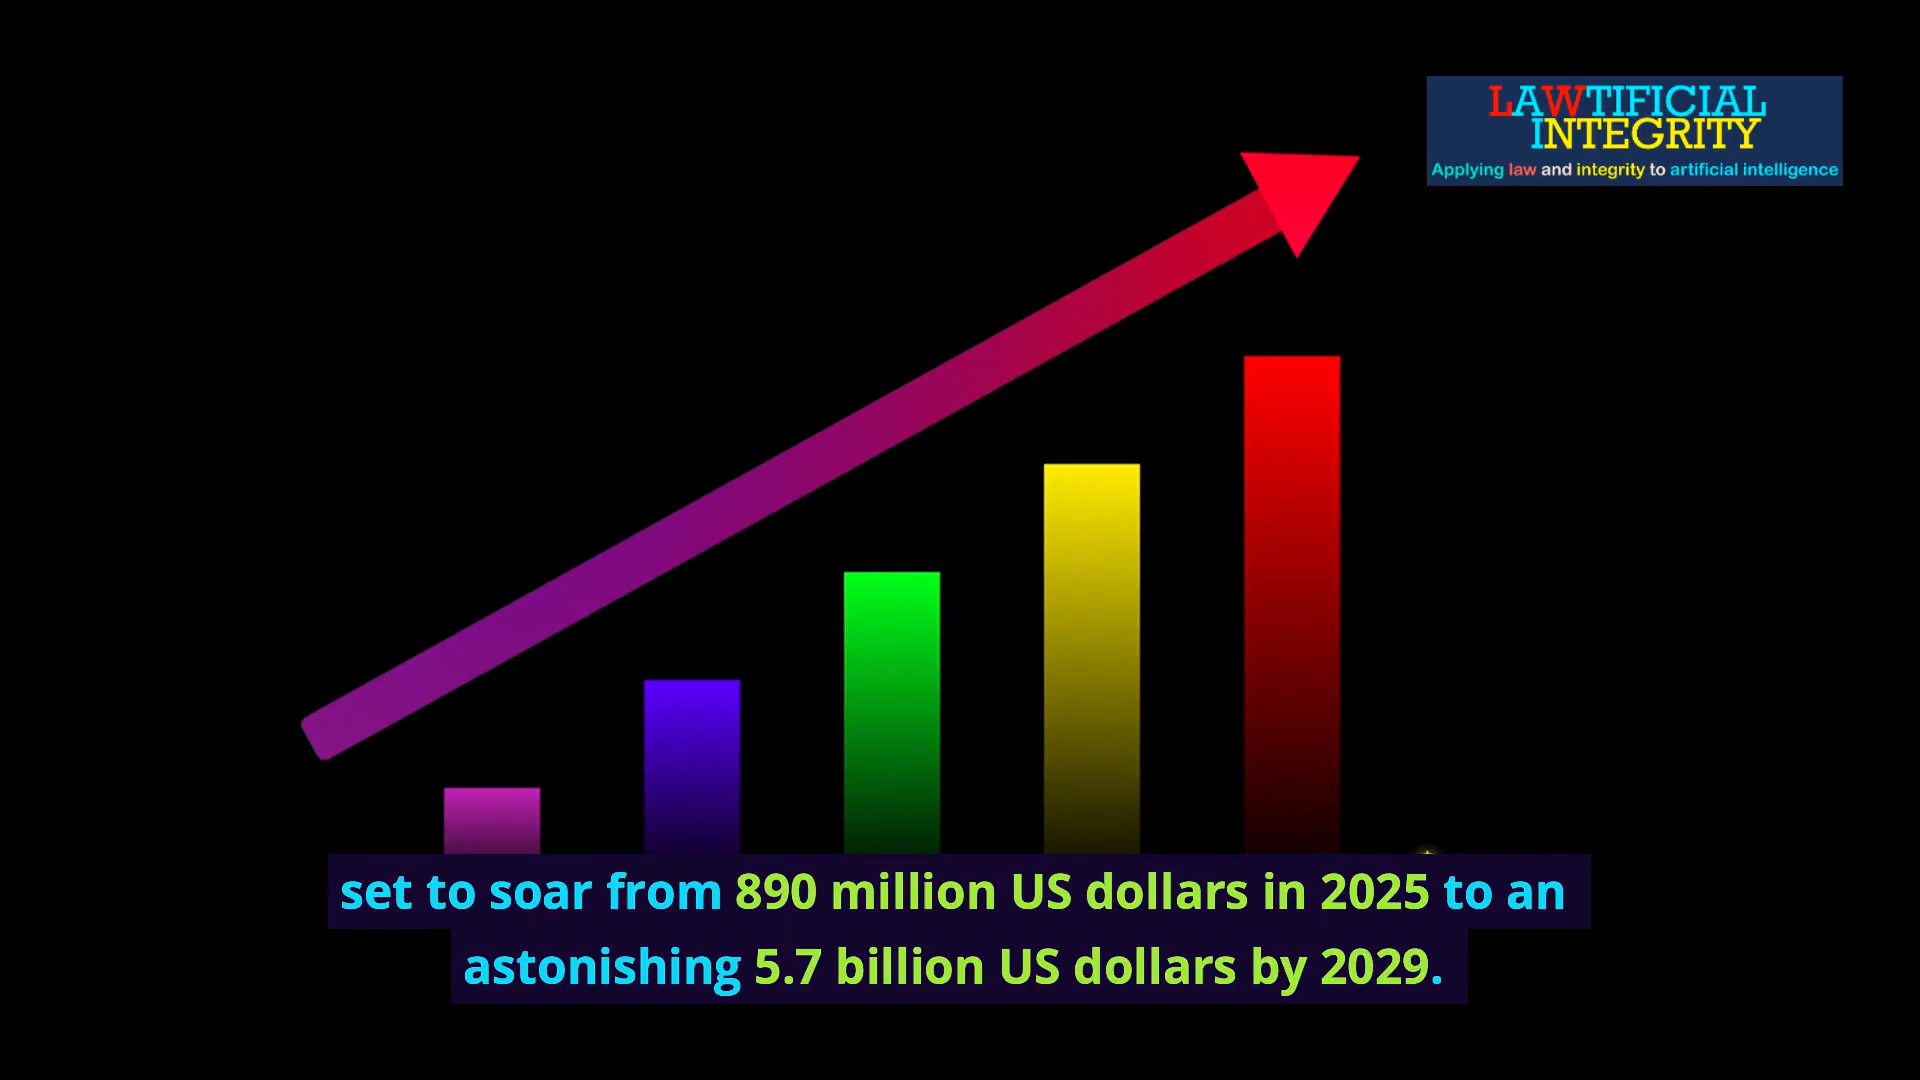 LAWTIFICIAL
INTEGRITY
Applying law and integrity to artificial intelligence
set to soar from 890 million US dollars in 2025 to an
astonishing 5.7 billion US dollars by 2029.